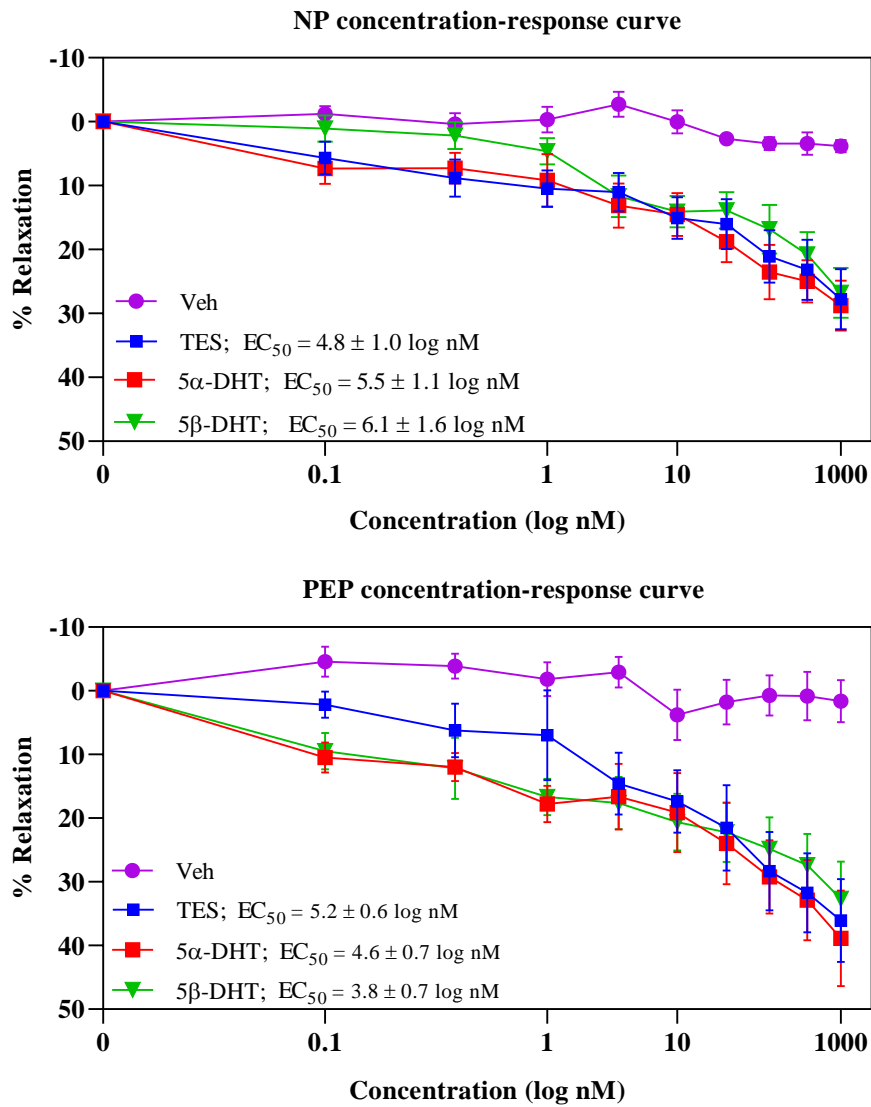 NP concentration-response curve
-10
0
10
20
30
40
50
% Relaxation
Veh
TES; EC50 = 4.8 ± 1.0 log nM
5α-DHT; EC50 = 5.5 ± 1.1 log nM
5β-DHT; EC50 = 6.1 ± 1.6 log nM
0 0.1 1 10 1000
Concentration (log nM)
PEP concentration-response curve
-10
0
10
20
30
40
50
% Relaxation
Veh
TES; EC50 = 5.2 ± 0.6 log nM
5α-DHT; EC50 = 4.6 ± 0.7 log nM
5β-DHT; EC50 = 3.8 ± 0.7 log nM
0 0.1 1 10 1000
Concentration (log nM)